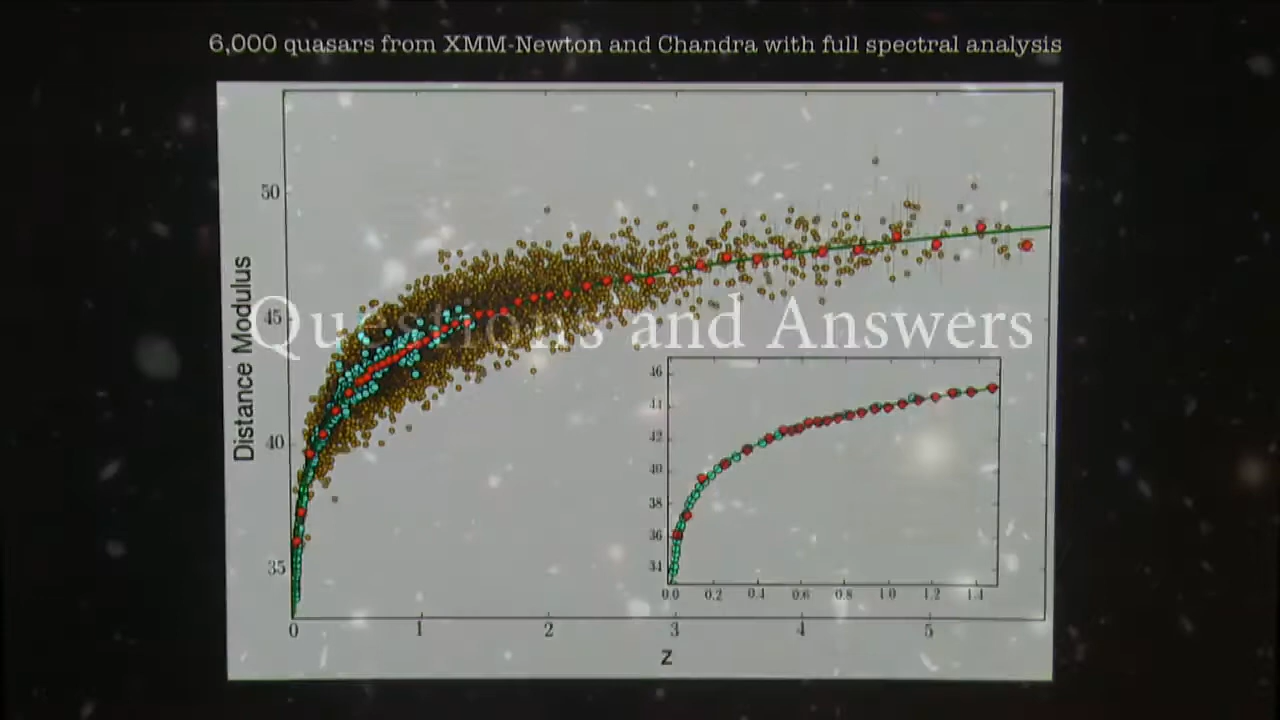 6,000 quasars from XMM-Newton and Chandra with full spectral analysis
50
45
40
35
Distance Modulus
Questions and Answers
46
44
42
40
38
36
34
0.0 0.2 0.4 0.6 0.8 1.0 1.2 1.4
0 1 2 3 4 5
Z